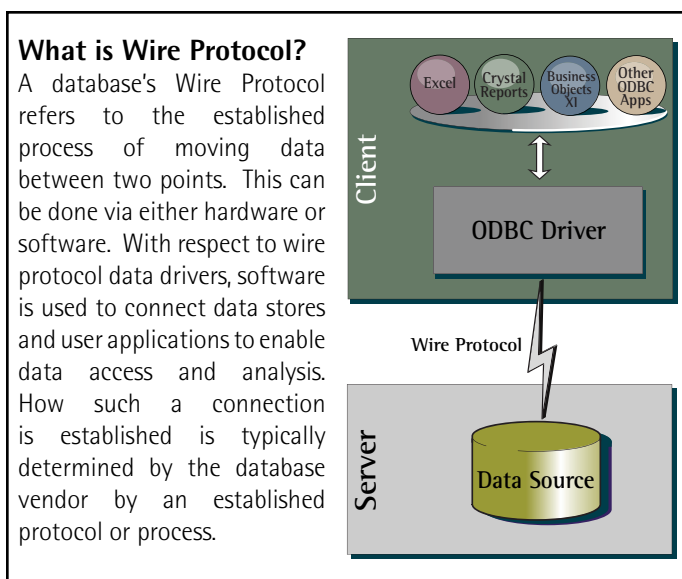 What is Wire Protocol?
A database's Wire Protocol
refers to the established
process of moving data
between two points. This can
be done via either hardware or
software. With respect to wire
protocol data drivers, software
is used to connect data stores
and user applications to enable
data access and analysis.
How such a connection
is established is typically
determined by the database
vendor by an established
protocol or process.
Client
Excel
Crystal
Reports
Business
Objects
XI
Other
ODBC
Apps
ODBC Driver
Wire Protocol
Server
Data Source